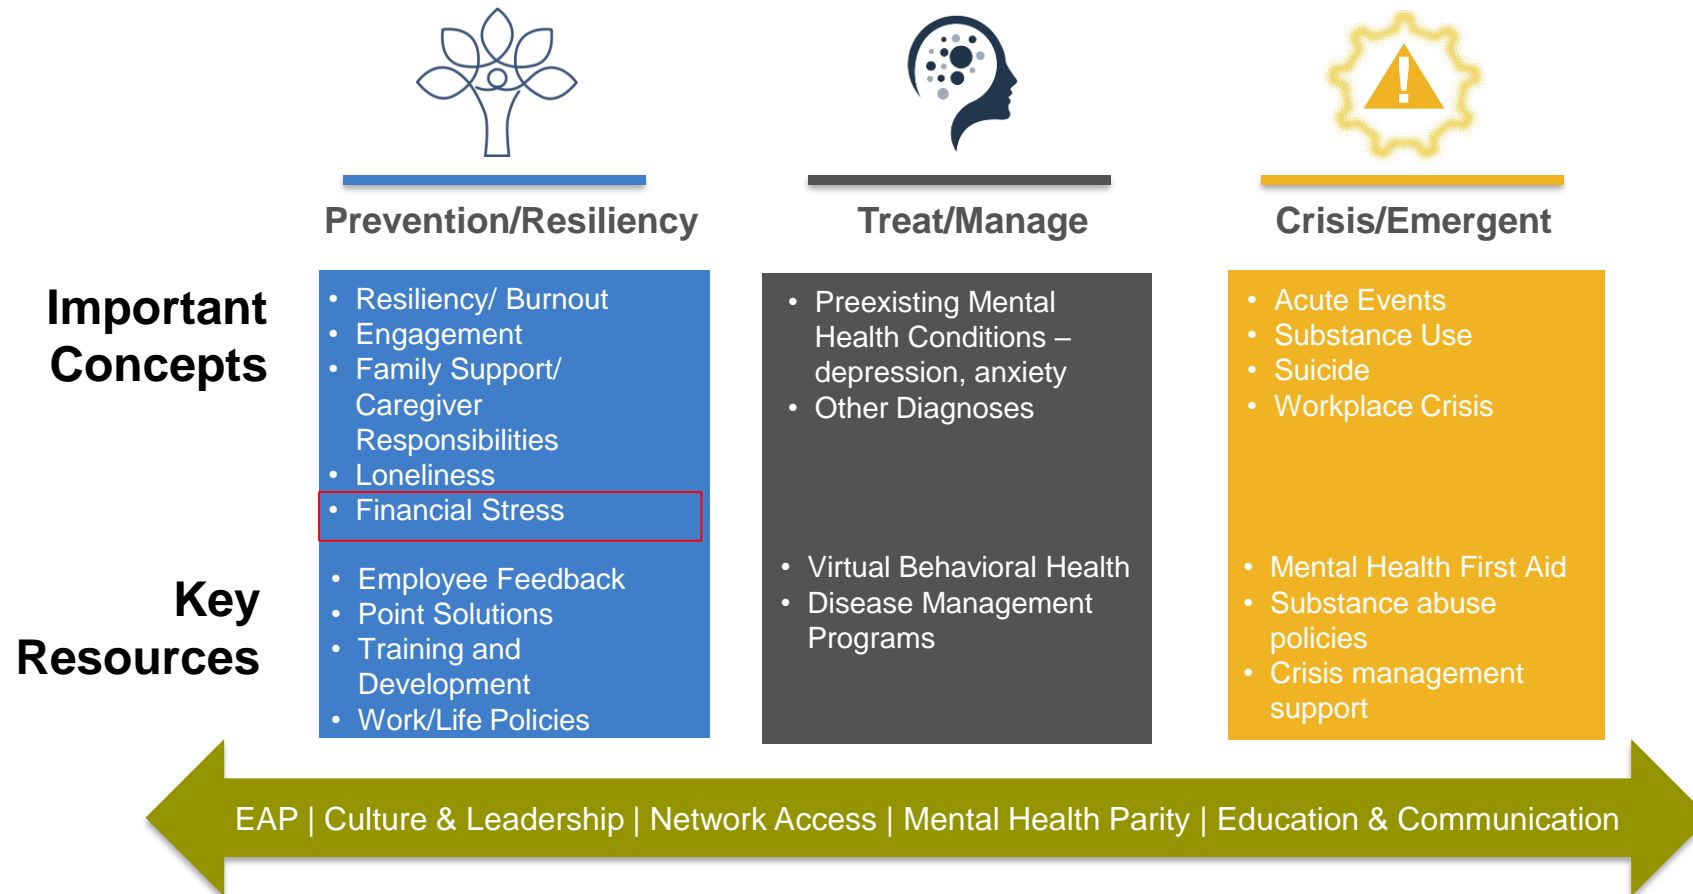 Prevention/Resiliency
Treat/Manage
Crisis/Emergent
Important
Concepts
• Resiliency/ Burnout
• Engagement
• Family Support/
Caregiver
Responsibilities
• Loneliness
• Financial Stress
• Preexisting Mental
Health Conditions –
depression, anxiety
• Other Diagnoses
• Acute Events
• Substance Use
• Suicide
• Workplace Crisis
Key
Resources
• Employee Feedback
• Point Solutions
• Training and
Development
• Work/Life Policies
• Virtual Behavioral Health
• Disease Management
Programs
• Mental Health First Aid
• Substance abuse
policies
• Crisis management
support
EAP | Culture & Leadership | Network Access | Mental Health Parity | Education & Communication